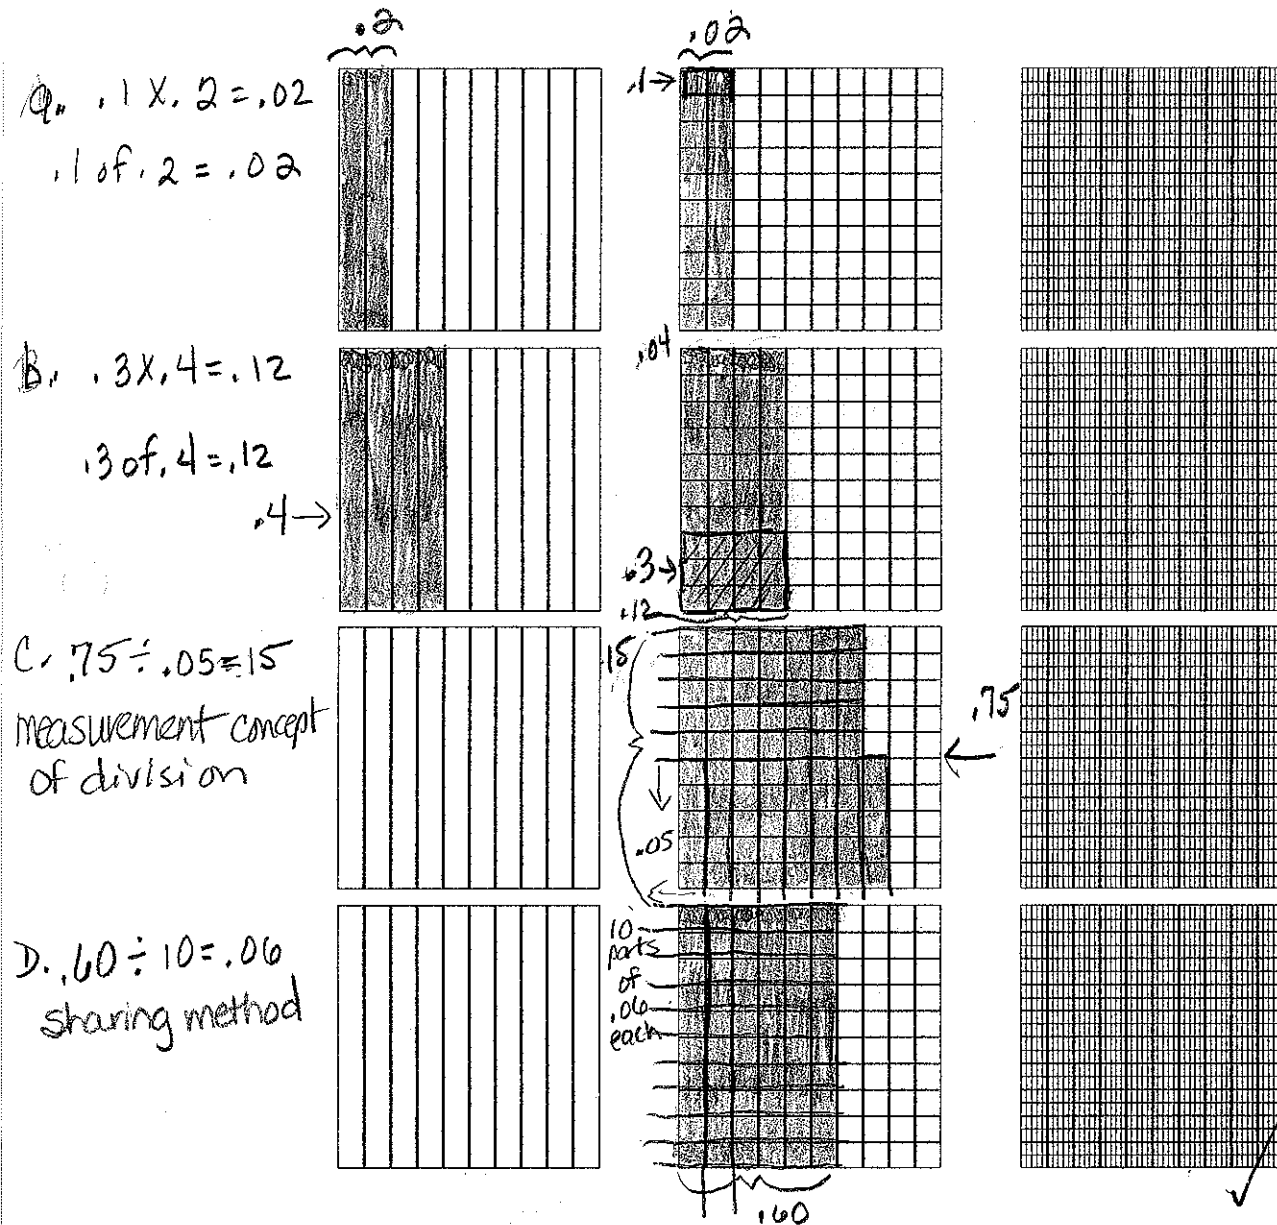 .2
.02
A. .1 X .2 = .02
.1 →
.1 of .2 = .02
B. .3 X .4 = .12
.04
.3 of .4 = .12
.4 →
.3 →
.12
C. .75 ÷ .05 = 15
15
.75
measurement concept
of division
.05
D. .60 ÷ 10 = .06
sharing method
10
parts
of
.06
each
.60